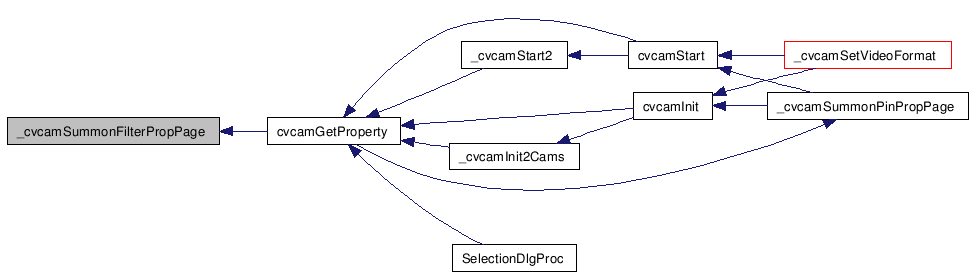 _cvcamStart2
cvcamStart
_cvcamSetVideoFormat
cvcamInit
_cvcamSummonPinPropPage
_cvcamSummonFilterPropPage
cvcamGetProperty
_cvcamInit2Cams
SelectionDlgProc